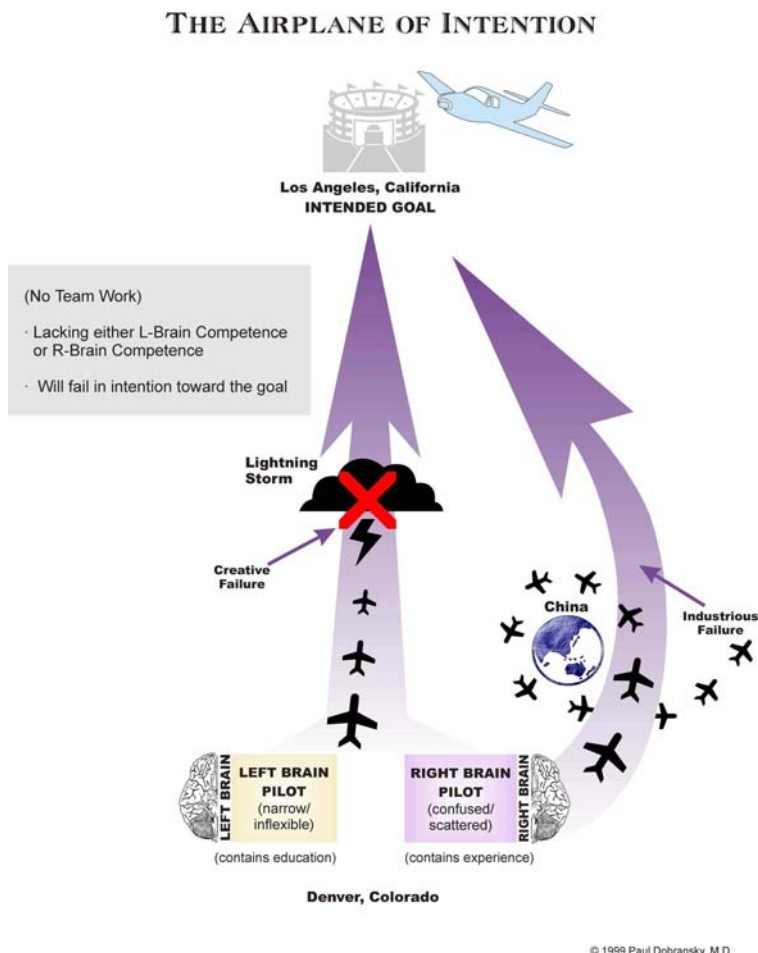 THE AIRPLANE OF INTENTION
Los Angeles, California
INTENDED GOAL
(No Team Work)
· Lacking either L-Brain Competence
or R-Brain Competence
· Will fail in intention toward the goal
Lightning
Storm
Creative
Failure
China
Industrious
Failure
LEFT BRAIN
LEFT BRAIN
PILOT
(narrow/
inflexible)
(contains education)
RIGHT BRAIN
PILOT
(confused/
scattered)
RIGHT BRAIN
(contains experience)
Denver, Colorado
© 1999 Paul Dobransky, M.D.